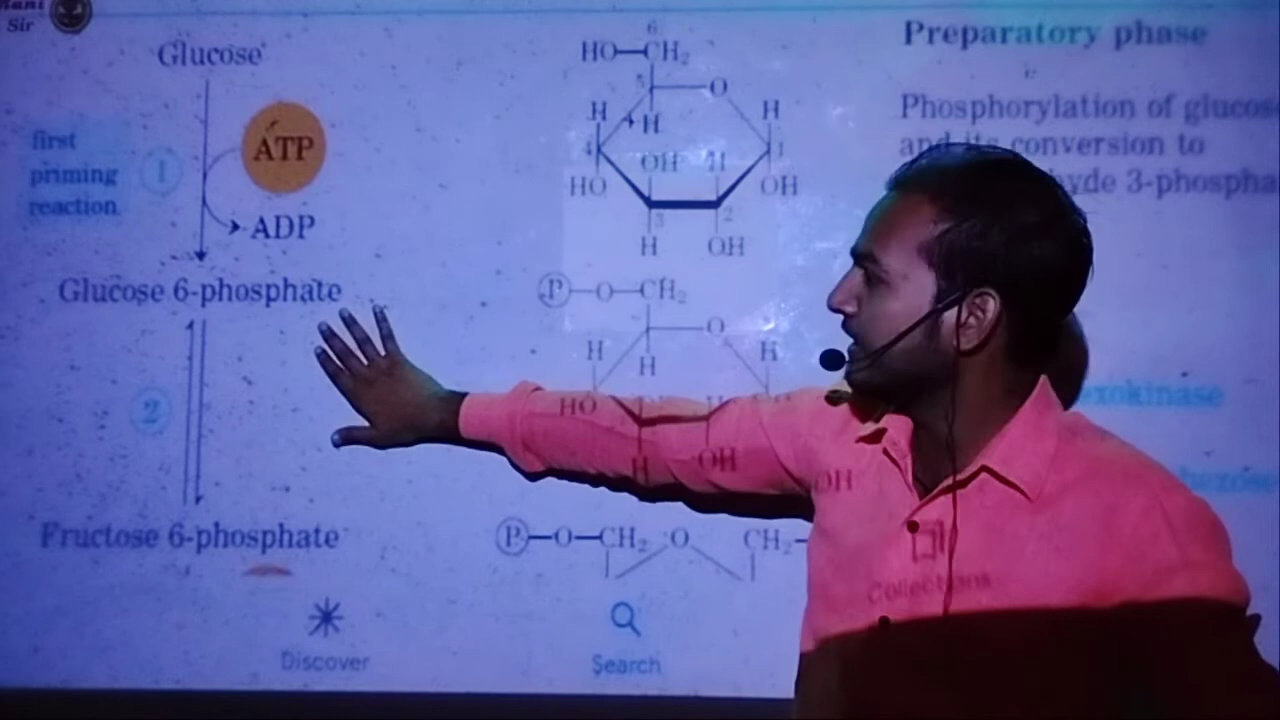 Sir
Glucose
first
priming
reaction
1
ATP
ADP
Glucose 6-phosphate
2
Fructose 6-phosphate
6
HO—CH2
5
O
H
H
H
4
OH
H
1
HO
OH
3
2
H
OH
P—O—CH2
O
H
H
H
HO
H
OH
OH
P—O—CH2
O
CH2—
Preparatory phase
Phosphorylation of glucos
and its conversion to
hyde 3-phospha
exokinase
Collections
Discover
Search